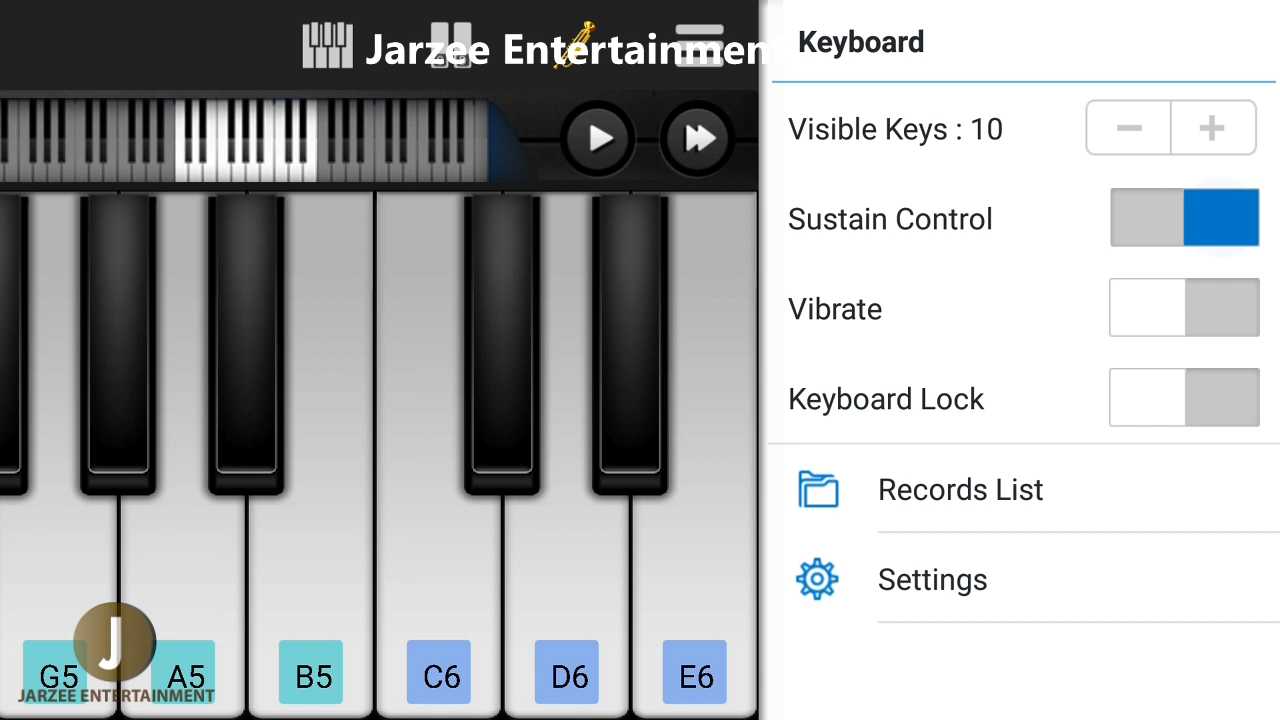 Jarzee Entertainment
Keyboard
Visible Keys : 10
Sustain Control
Vibrate
Keyboard Lock
Records List
Settings
G5 A5 B5 C6 D6 E6
J
JARZEE ENTERTAINMENT